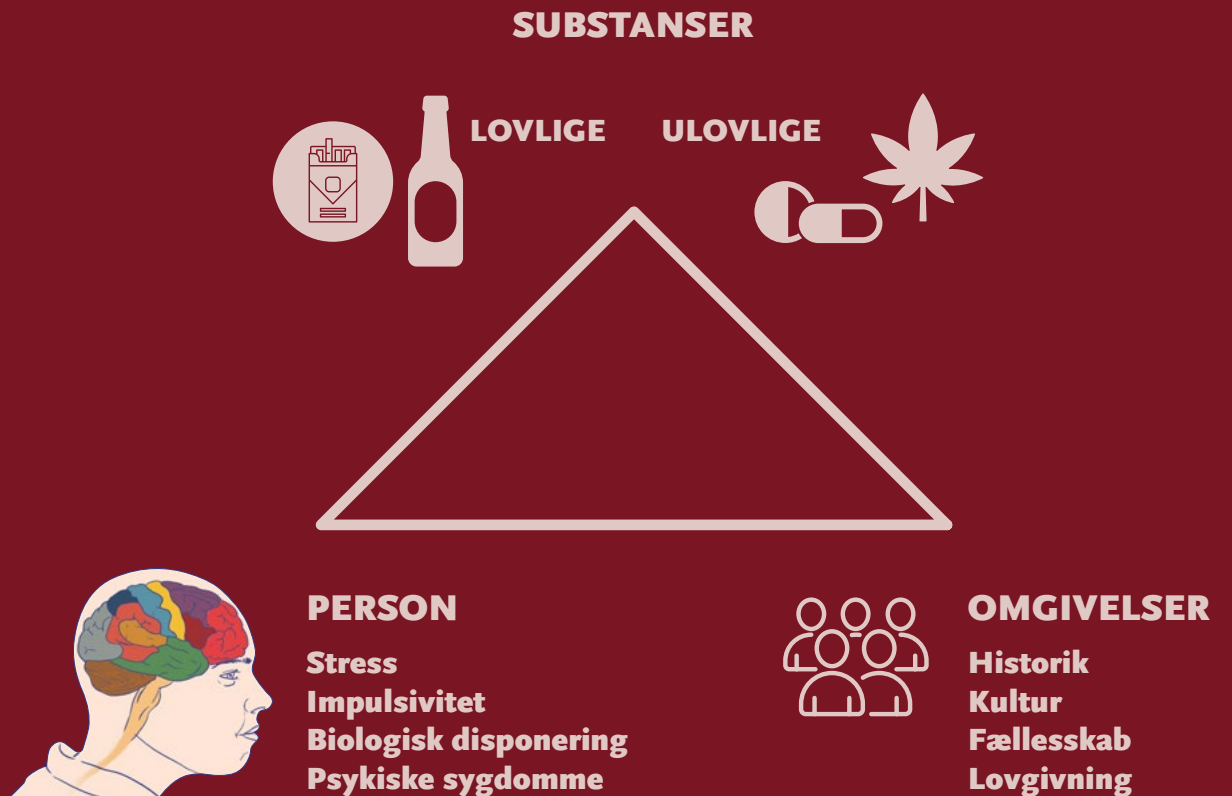 SUBSTANSER
LOVLIGE
ULOVLIGE
PERSON
Stress
Impulsivitet
Biologisk disponering
Psykiske sygdomme
OMGIVELSER
Historik
Kultur
Fællesskab
Lovgivning